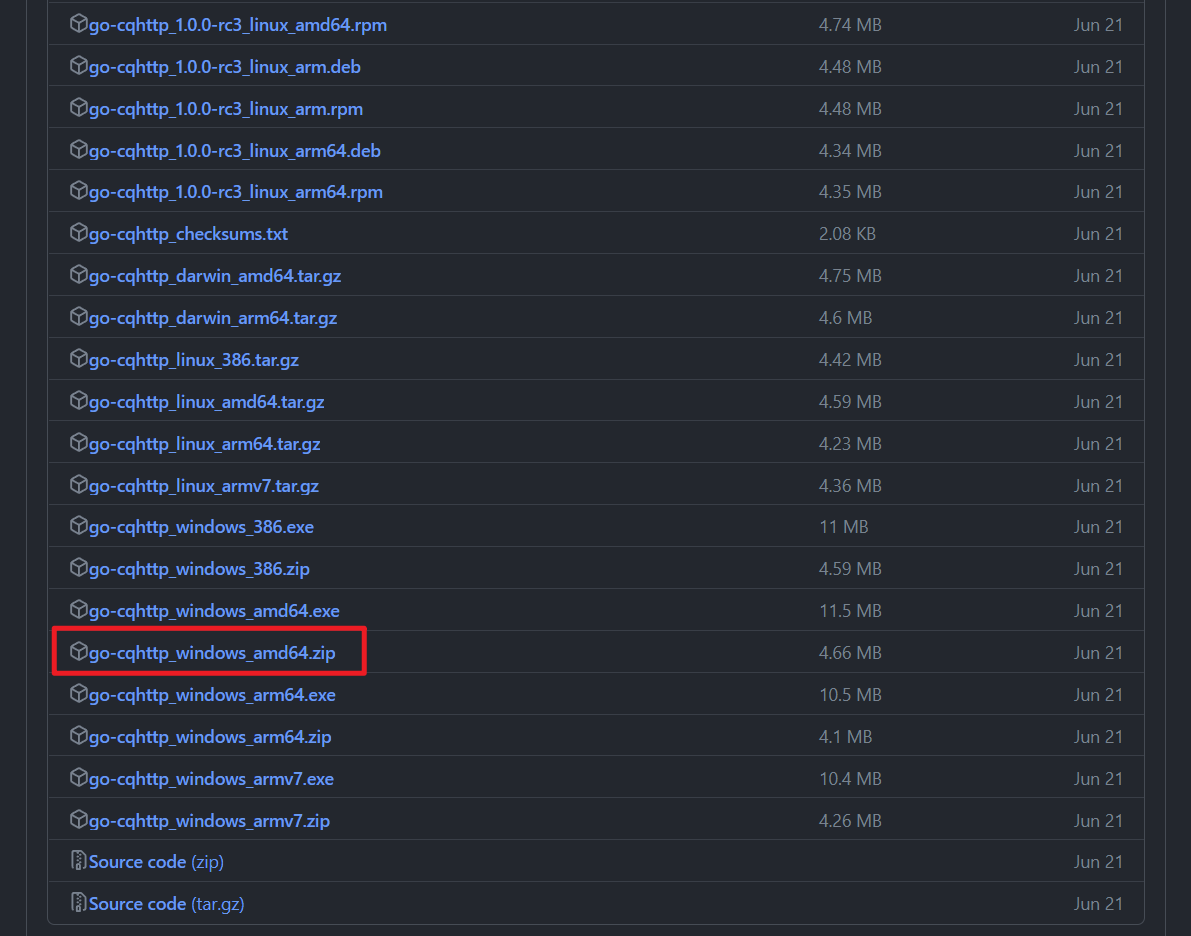 go-cqhttp_1.0.0-rc3_linux_amd64.rpm 4.74 MB Jun 21
go-cqhttp_1.0.0-rc3_linux_arm.deb 4.48 MB Jun 21
go-cqhttp_1.0.0-rc3_linux_arm.rpm 4.48 MB Jun 21
go-cqhttp_1.0.0-rc3_linux_arm64.deb 4.34 MB Jun 21
go-cqhttp_1.0.0-rc3_linux_arm64.rpm 4.35 MB Jun 21
go-cqhttp_checksums.txt 2.08 KB Jun 21
go-cqhttp_darwin_amd64.tar.gz 4.75 MB Jun 21
go-cqhttp_darwin_arm64.tar.gz 4.6 MB Jun 21
go-cqhttp_linux_386.tar.gz 4.42 MB Jun 21
go-cqhttp_linux_amd64.tar.gz 4.59 MB Jun 21
go-cqhttp_linux_arm64.tar.gz 4.23 MB Jun 21
go-cqhttp_linux_armv7.tar.gz 4.36 MB Jun 21
go-cqhttp_windows_386.exe 11 MB Jun 21
go-cqhttp_windows_386.zip 4.59 MB Jun 21
go-cqhttp_windows_amd64.exe 11.5 MB Jun 21
go-cqhttp_windows_amd64.zip 4.66 MB Jun 21
go-cqhttp_windows_arm64.exe 10.5 MB Jun 21
go-cqhttp_windows_arm64.zip 4.1 MB Jun 21
go-cqhttp_windows_armv7.exe 10.4 MB Jun 21
go-cqhttp_windows_armv7.zip 4.26 MB Jun 21
Source code (zip) Jun 21
Source code (tar.gz) Jun 21